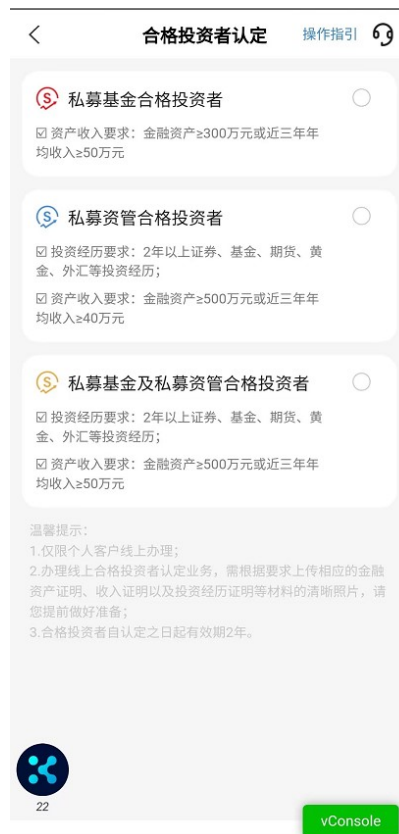 合格投资者认定 操作指引
私募基金合格投资者
☑ 资产收入要求：金融资产≥300万元或近三年年
均收入≥50万元
私募资管合格投资者
☑ 投资经历要求：2年以上证券、基金、期货、黄
金、外汇等投资经历；
☑ 资产收入要求：金融资产≥500万元或近三年年
均收入≥40万元
私募基金及私募资管合格投资者
☑ 投资经历要求：2年以上证券、基金、期货、黄
金、外汇等投资经历；
☑ 资产收入要求：金融资产≥500万元或近三年年
均收入≥50万元
温馨提示：
1.仅限个人客户线上办理；
2.办理线上合格投资者认定业务，需根据要求上传相应的金融
资产证明、收入证明以及投资经历证明等材料的清晰照片，请
您提前做好准备；
3.合格投资者自认定之日起有效期2年。
22
vConsole